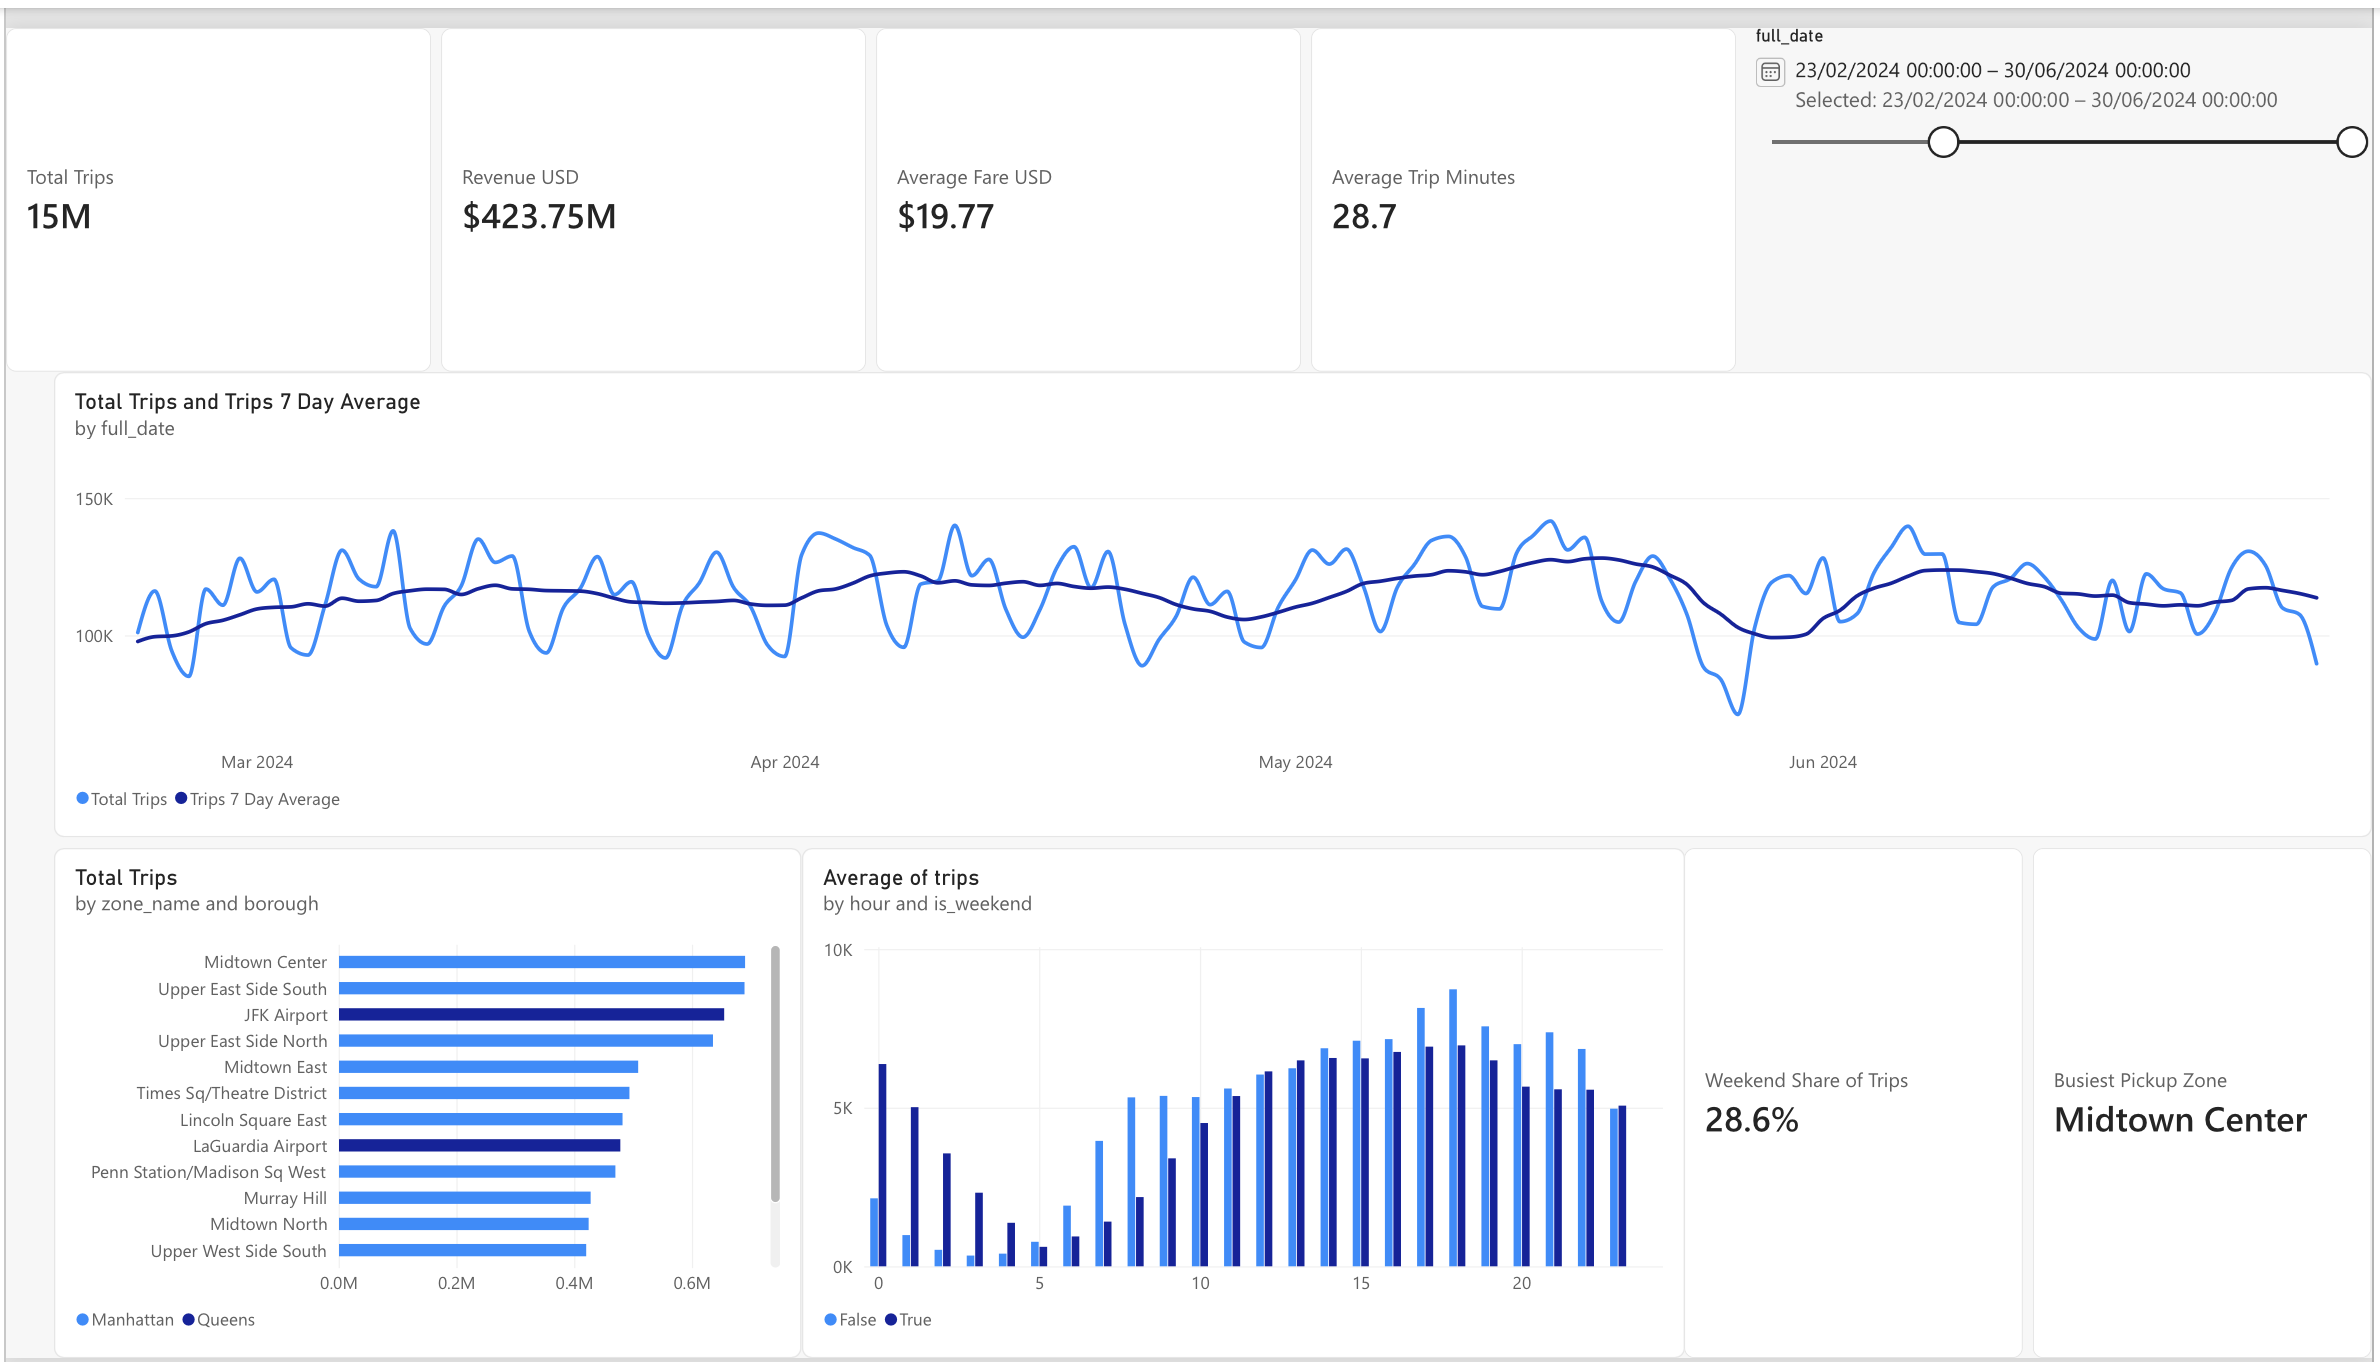 full_date
23/02/2024 00:00:00 – 30/06/2024 00:00:00
Selected: 23/02/2024 00:00:00 – 30/06/2024 00:00:00
Total Trips
15M
Revenue USD
$423.75M
Average Fare USD
$19.77
Average Trip Minutes
28.7
Total Trips and Trips 7 Day Average
by full_date
150K
100K
Mar 2024
Apr 2024
May 2024
Jun 2024
Total Trips
Trips 7 Day Average
Total Trips
by zone_name and borough
Midtown Center
Upper East Side South
JFK Airport
Upper East Side North
Midtown East
Times Sq/Theatre District
Lincoln Square East
LaGuardia Airport
Penn Station/Madison Sq West
Murray Hill
Midtown North
Upper West Side South
0.0M
0.2M
0.4M
0.6M
Manhattan
Queens
Average of trips
by hour and is_weekend
10K
5K
0K
0
5
10
15
20
False
True
Weekend Share of Trips
28.6%
Busiest Pickup Zone
Midtown Center